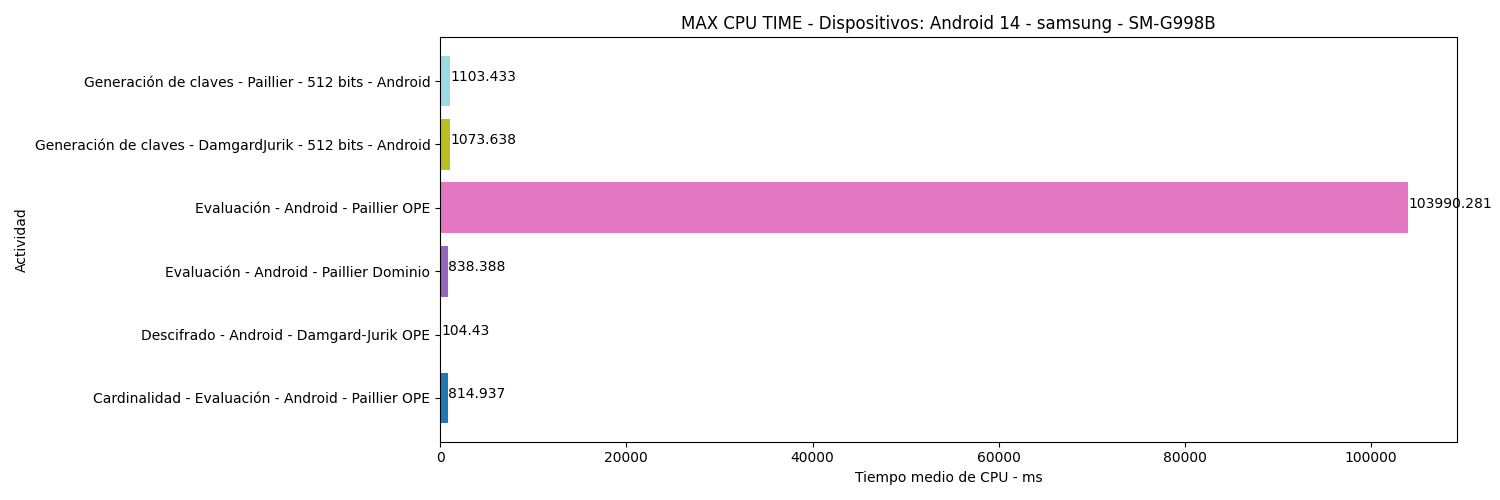 MAX CPU TIME - Dispositivos: Android 14 - samsung - SM-G998B
Generación de claves - Paillier - 512 bits - Android
1103.433
Generación de claves - DamgardJurik - 512 bits - Android
1073.638
Evaluación - Android - Paillier OPE
103990.281
Evaluación - Android - Paillier Dominio
838.388
Descifrado - Android - Damgard-Jurik OPE
104.43
Cardinalidad - Evaluación - Android - Paillier OPE
814.937
Actividad
0 20000 40000 60000 80000 100000
Tiempo medio de CPU - ms